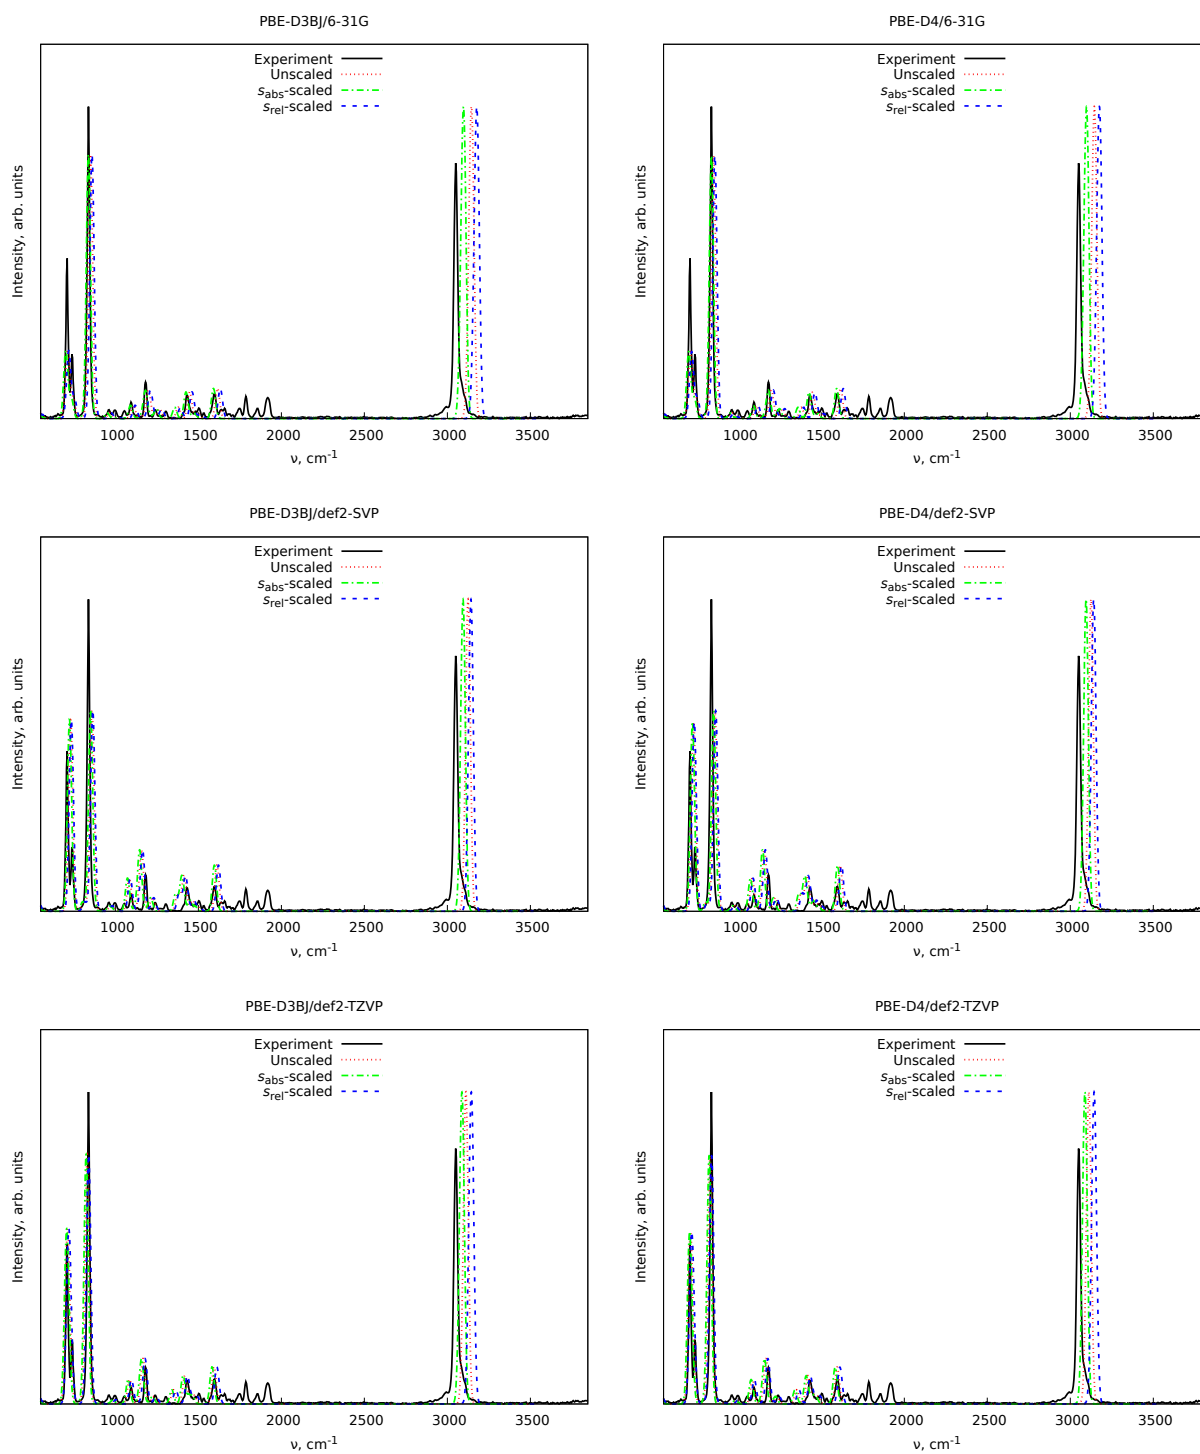 PBE-D3BJ/6-31G
Experiment
Unscaled
sabs-scaled
srel-scaled
Intensity, arb. units
1000 1500 2000 2500 3000 3500
ν, cm-1
PBE-D4/6-31G
Experiment
Unscaled
sabs-scaled
srel-scaled
Intensity, arb. units
1000 1500 2000 2500 3000 3500
ν, cm-1
PBE-D3BJ/def2-SVP
Experiment
Unscaled
sabs-scaled
srel-scaled
Intensity, arb. units
1000 1500 2000 2500 3000 3500
ν, cm-1
PBE-D4/def2-SVP
Experiment
Unscaled
sabs-scaled
srel-scaled
Intensity, arb. units
1000 1500 2000 2500 3000 3500
ν, cm-1
PBE-D3BJ/def2-TZVP
Experiment
Unscaled
sabs-scaled
srel-scaled
Intensity, arb. units
1000 1500 2000 2500 3000 3500
ν, cm-1
PBE-D4/def2-TZVP
Experiment
Unscaled
sabs-scaled
srel-scaled
Intensity, arb. units
1000 1500 2000 2500 3000 3500
ν, cm-1